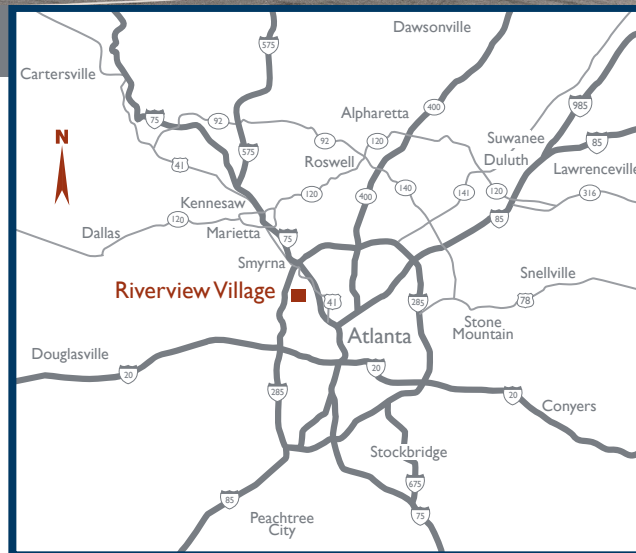 Dawsonville
575
Cartersville
400
985
75
92
Alpharetta
Suwanee
85
92
120
Duluth
575
Roswell
Lawrenceville
N
41
120
140
141
120
316
Kennesaw
400
120
85
Dallas
Marietta
75
Smyrna
Snellville
Riverview Village
41
285
78
Stone
Mountain
Atlanta
Douglasville
20
20
285
20
Conyers
Stockbridge
675
85
75
Peachtree
City